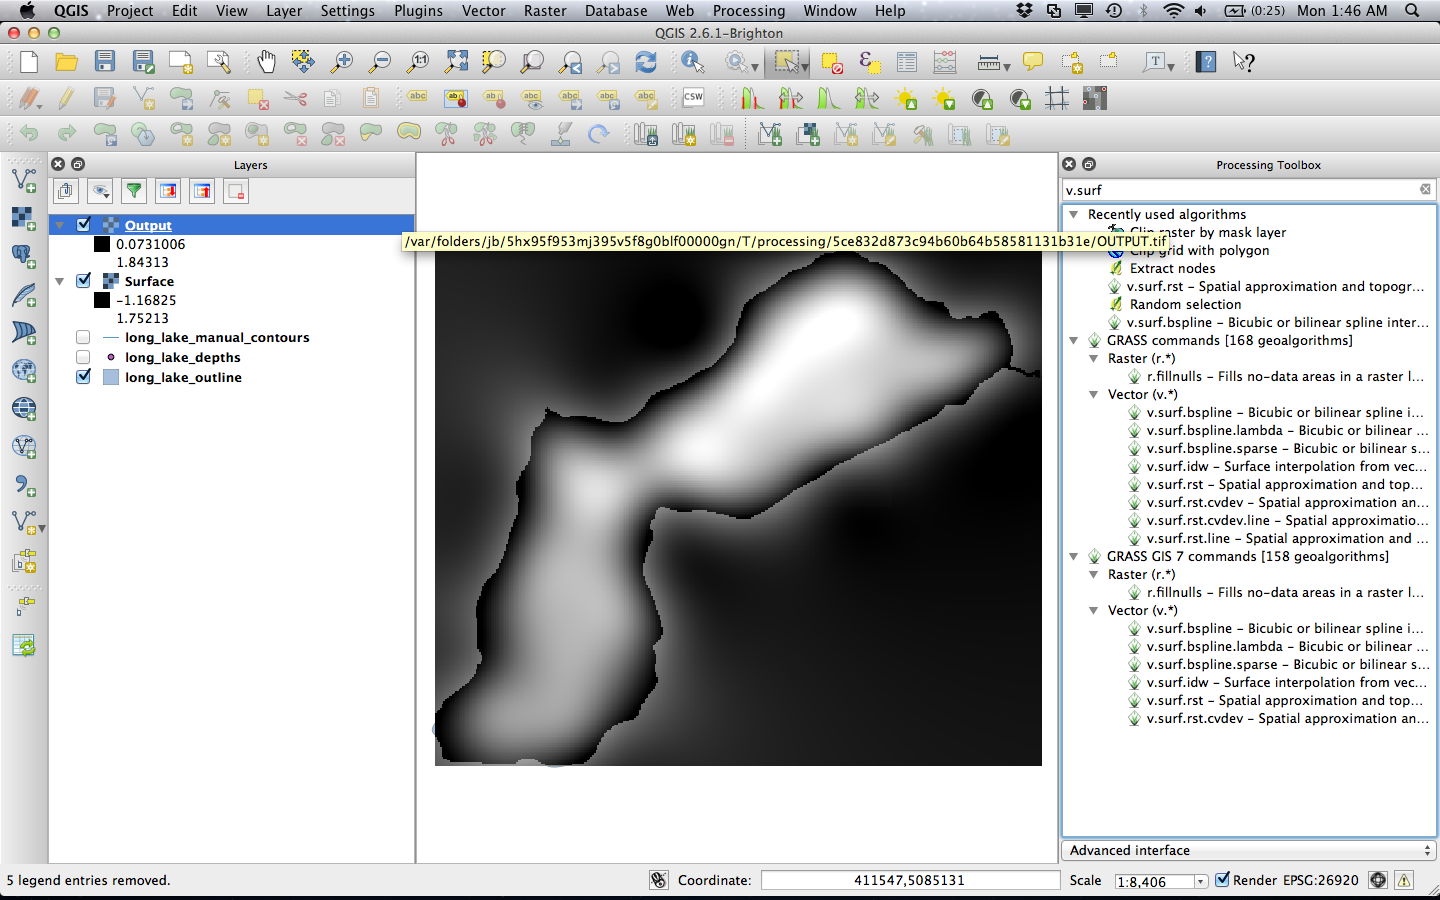 QGIS Project Edit View Layer Settings Plugins Vector Raster Database Web Processing Window Help (0:25) Mon 1:46 AM
QGIS 2.6.1-Brighton
1:1
T
?
abc ab abc abc abc abc abc CSW
Layers
Output
0.0731006
1.84313
Surface
-1.16825
1.75213
long_lake_manual_contours
long_lake_depths
long_lake_outline
/var/folders/jb/5hx95f953mj395v5f8g0blf00000gn/T/processing/5ce832d873c94b60b64b58581131b31e/OUTPUT.tif
Processing Toolbox
v.surf
Recently used algorithms
Clip raster by mask layer
Clip grid with polygon
Extract nodes
v.surf.rst - Spatial approximation and topogr...
Random selection
v.surf.bspline - Bicubic or bilinear spline inter...
GRASS commands [168 geoalgorithms]
Raster (r.*)
r.fillnulls - Fills no-data areas in a raster l...
Vector (v.*)
v.surf.bspline - Bicubic or bilinear spline i...
v.surf.bspline.lambda - Bicubic or bilinear ...
v.surf.bspline.sparse - Bicubic or bilinear s...
v.surf.idw - Surface interpolation from vec...
v.surf.rst - Spatial approximation and top...
v.surf.rst.cvdev - Spatial approximation an...
v.surf.rst.cvdev.line - Spatial approximatio...
v.surf.rst.line - Spatial approximation and ...
GRASS GIS 7 commands [158 geoalgorithms]
Raster (r.*)
r.fillnulls - Fills no-data areas in a raster l...
Vector (v.*)
v.surf.bspline - Bicubic or bilinear spline i...
v.surf.bspline.lambda - Bicubic or bilinear ...
v.surf.bspline.sparse - Bicubic or bilinear s...
v.surf.idw - Surface interpolation from vec...
v.surf.rst - Spatial approximation and top...
v.surf.rst.cvdev - Spatial approximation an...
Advanced interface
5 legend entries removed.
Coordinate: 411547,5085131 Scale 1:8,406 Render EPSG:26920